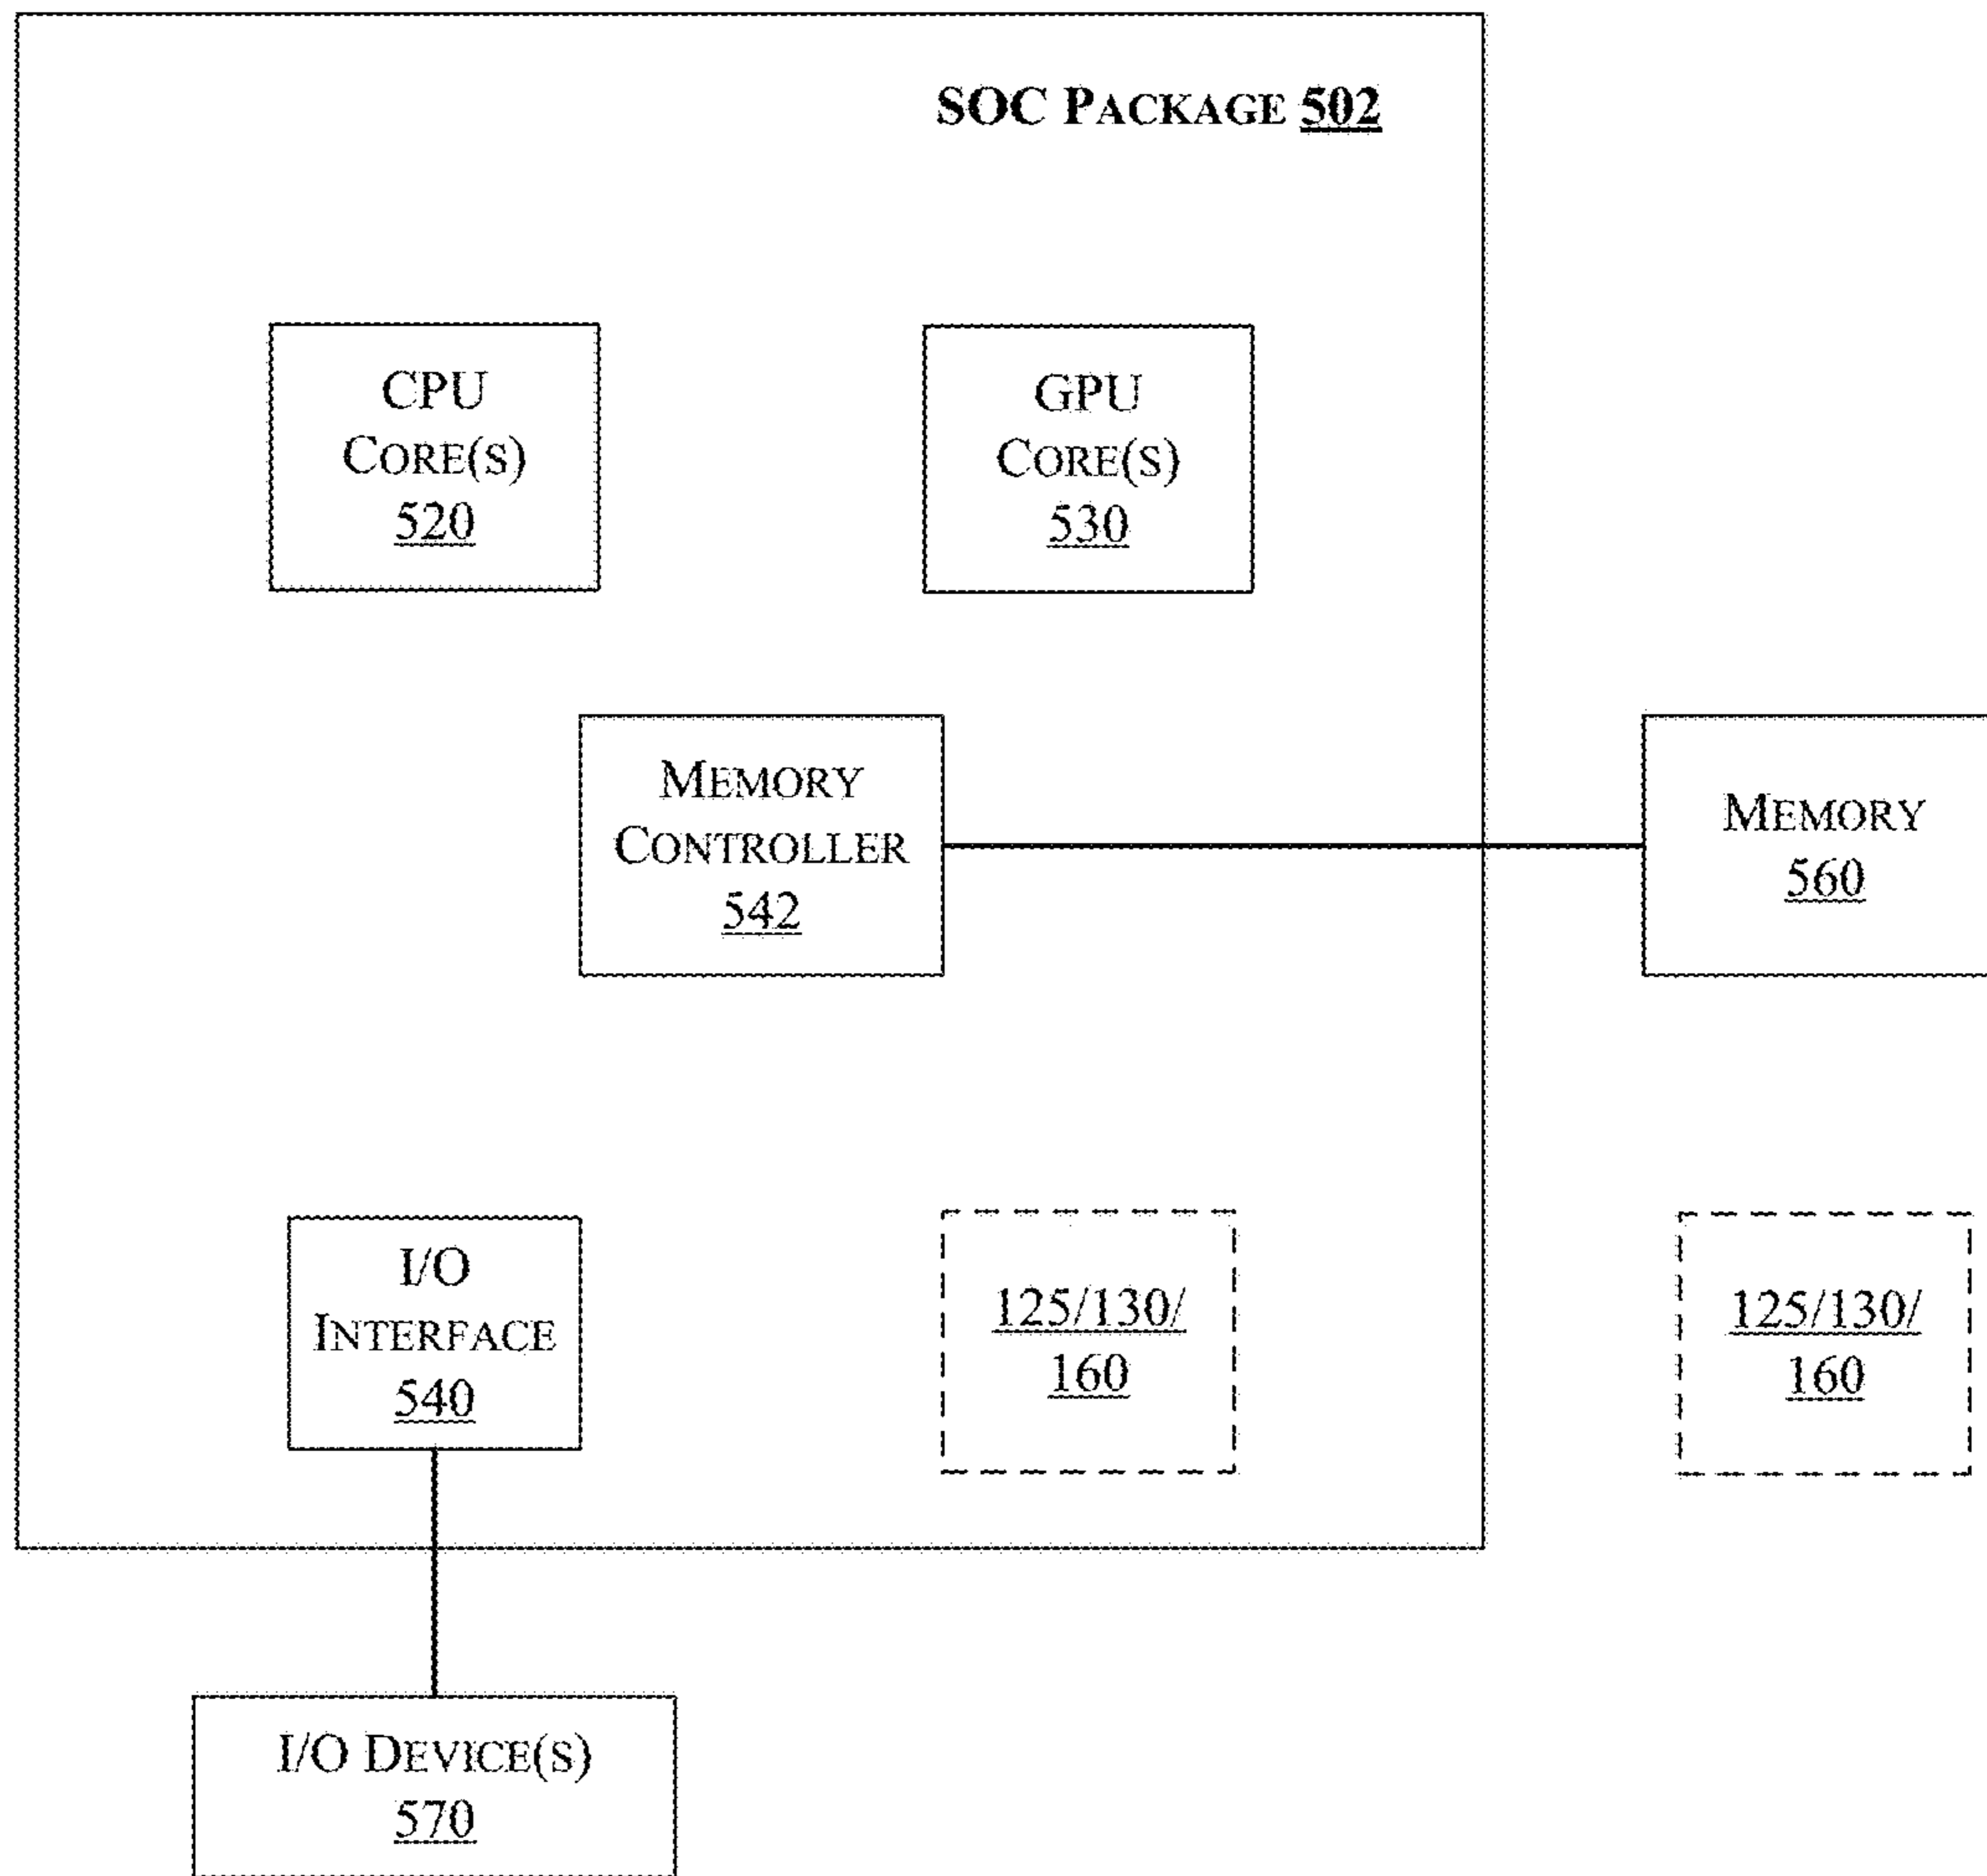 SOC PACKAGE 502
CPU
CORE(S)
520
GPU
CORE(S)
530
MEMORY
CONTROLLER
542
MEMORY
560
I/O
INTERFACE
540
125/130/
160
125/130/
160
I/O DEVICE(S)
570